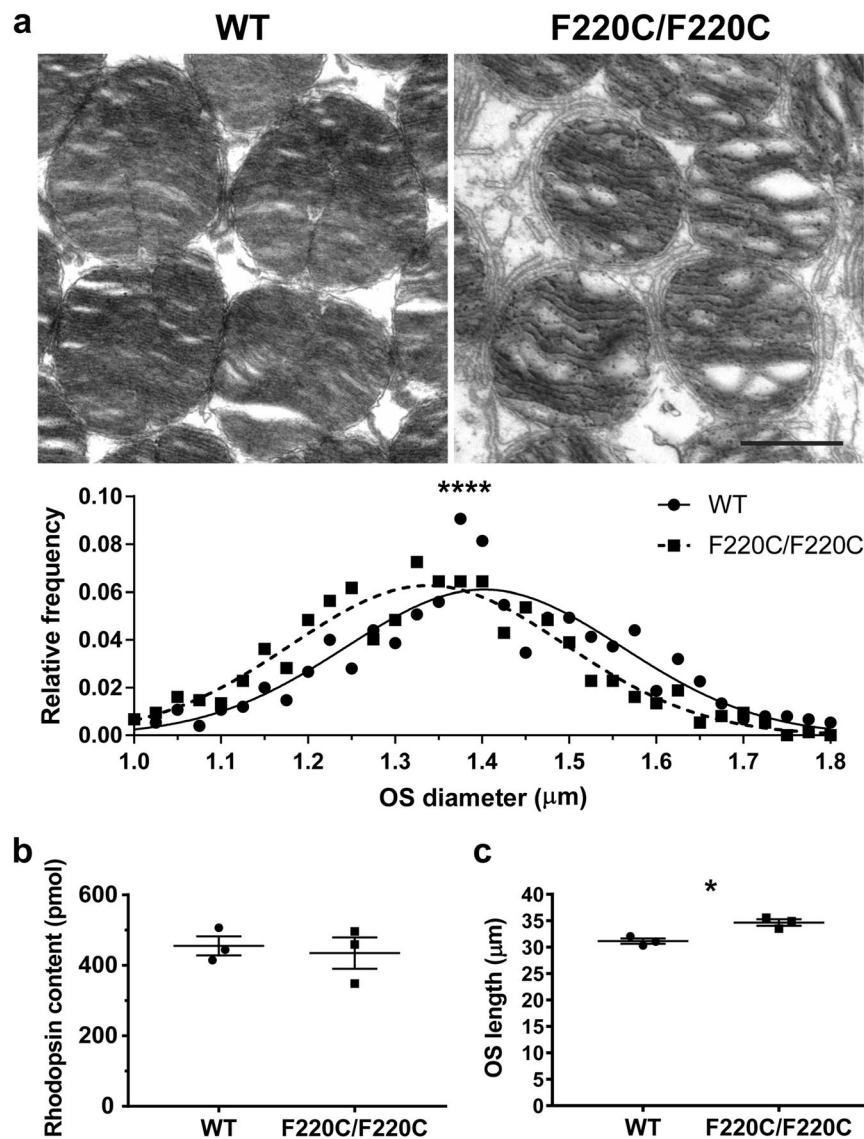 a
WT
F220C/F220C
****
WT
F220C/F220C
Relative frequency
0.10
0.08
0.06
0.04
0.02
0.00
1.0 1.1 1.2 1.3 1.4 1.5 1.6 1.7 1.8
OS diameter (μm)
b
Rhodopsin content (pmol)
600
400
200
0
WT F220C/F220C
c
*
OS length (μm)
40
35
30
25
20
15
10
5
0
WT F220C/F220C